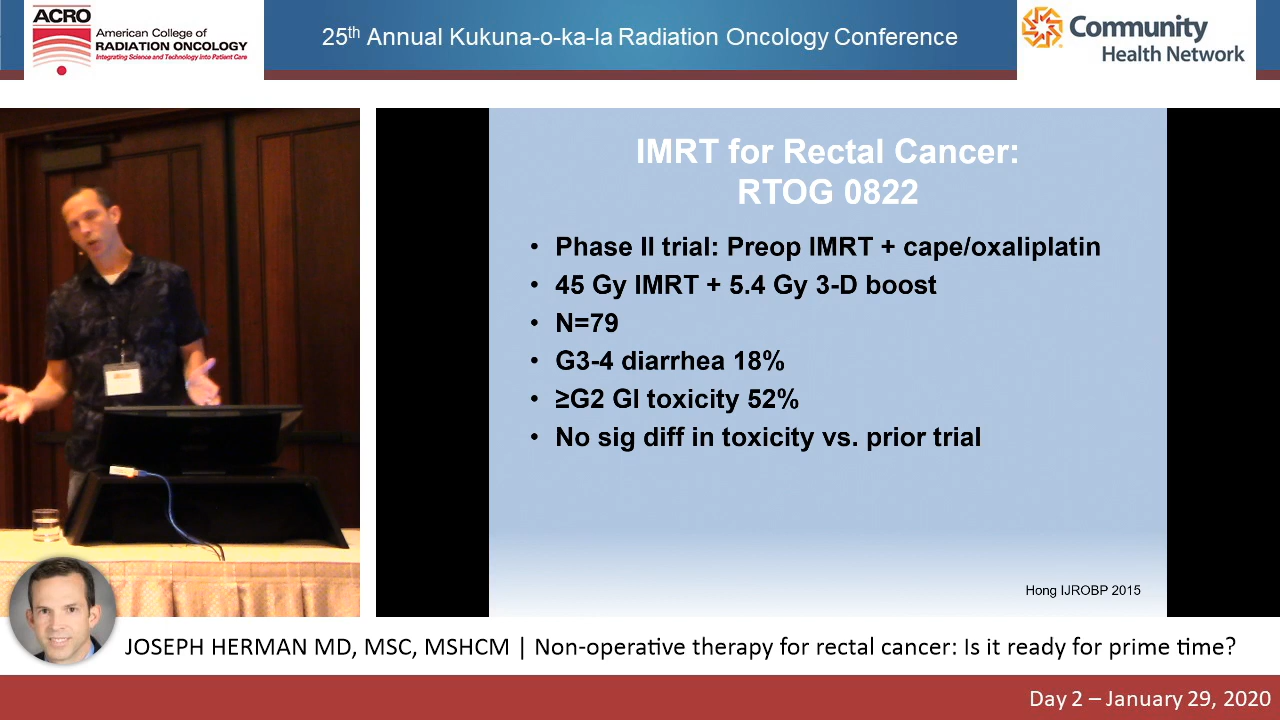 ACRO
American College of
RADIATION ONCOLOGY
Integrating Science and Technology into Patient Care
25th Annual Kukuna-o-ka-la Radiation Oncology Conference
Community
Health Network
IMRT for Rectal Cancer:
RTOG 0822
• Phase II trial: Preop IMRT + cape/oxaliplatin
• 45 Gy IMRT + 5.4 Gy 3-D boost
• N=79
• G3-4 diarrhea 18%
• ≥G2 GI toxicity 52%
• No sig diff in toxicity vs. prior trial
Hong IJROBP 2015
JOSEPH HERMAN MD, MSC, MSHCM | Non-operative therapy for rectal cancer: Is it ready for prime time?
Day 2 – January 29, 2020